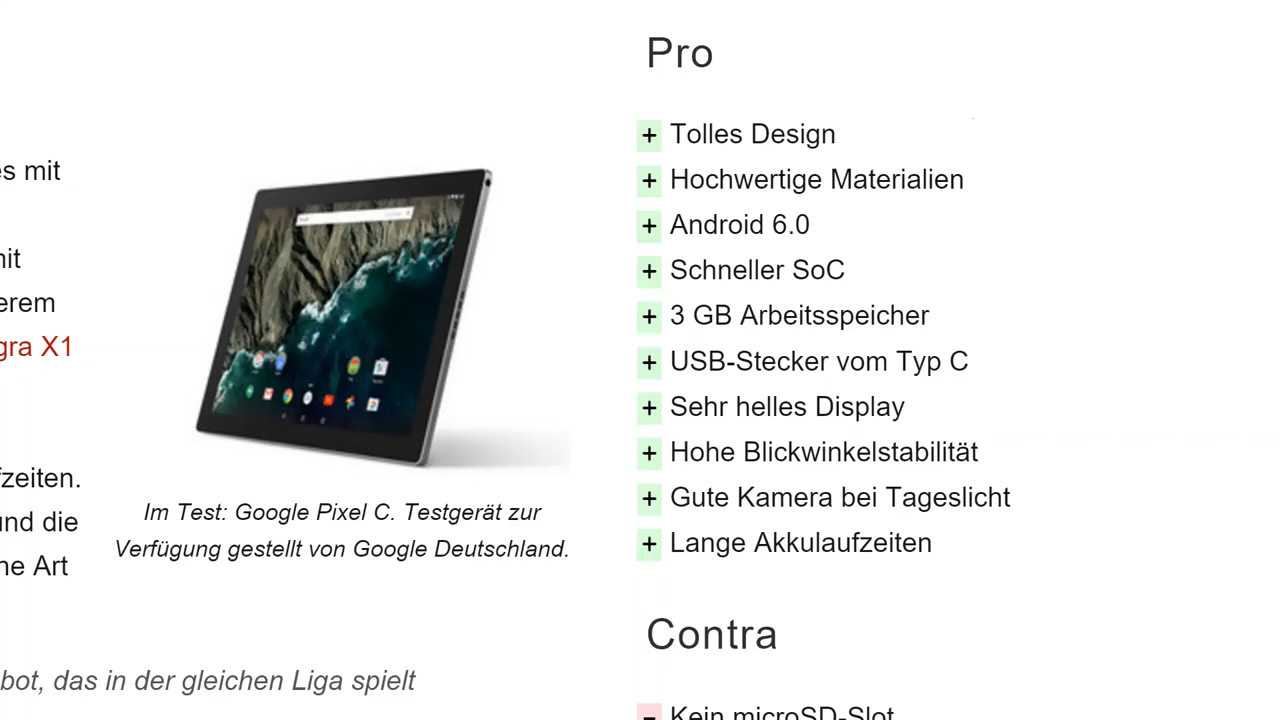 es mit
it
erem
gra X1
zeiten.
und die
ne Art
Im Test: Google Pixel C. Testgerät zur
Verfügung gestellt von Google Deutschland.
bot, das in der gleichen Liga spielt
Pro
+ Tolles Design
+ Hochwertige Materialien
+ Android 6.0
+ Schneller SoC
+ 3 GB Arbeitsspeicher
+ USB-Stecker vom Typ C
+ Sehr helles Display
+ Hohe Blickwinkelstabilität
+ Gute Kamera bei Tageslicht
+ Lange Akkulaufzeiten
Contra
- Kein microSD-Slot